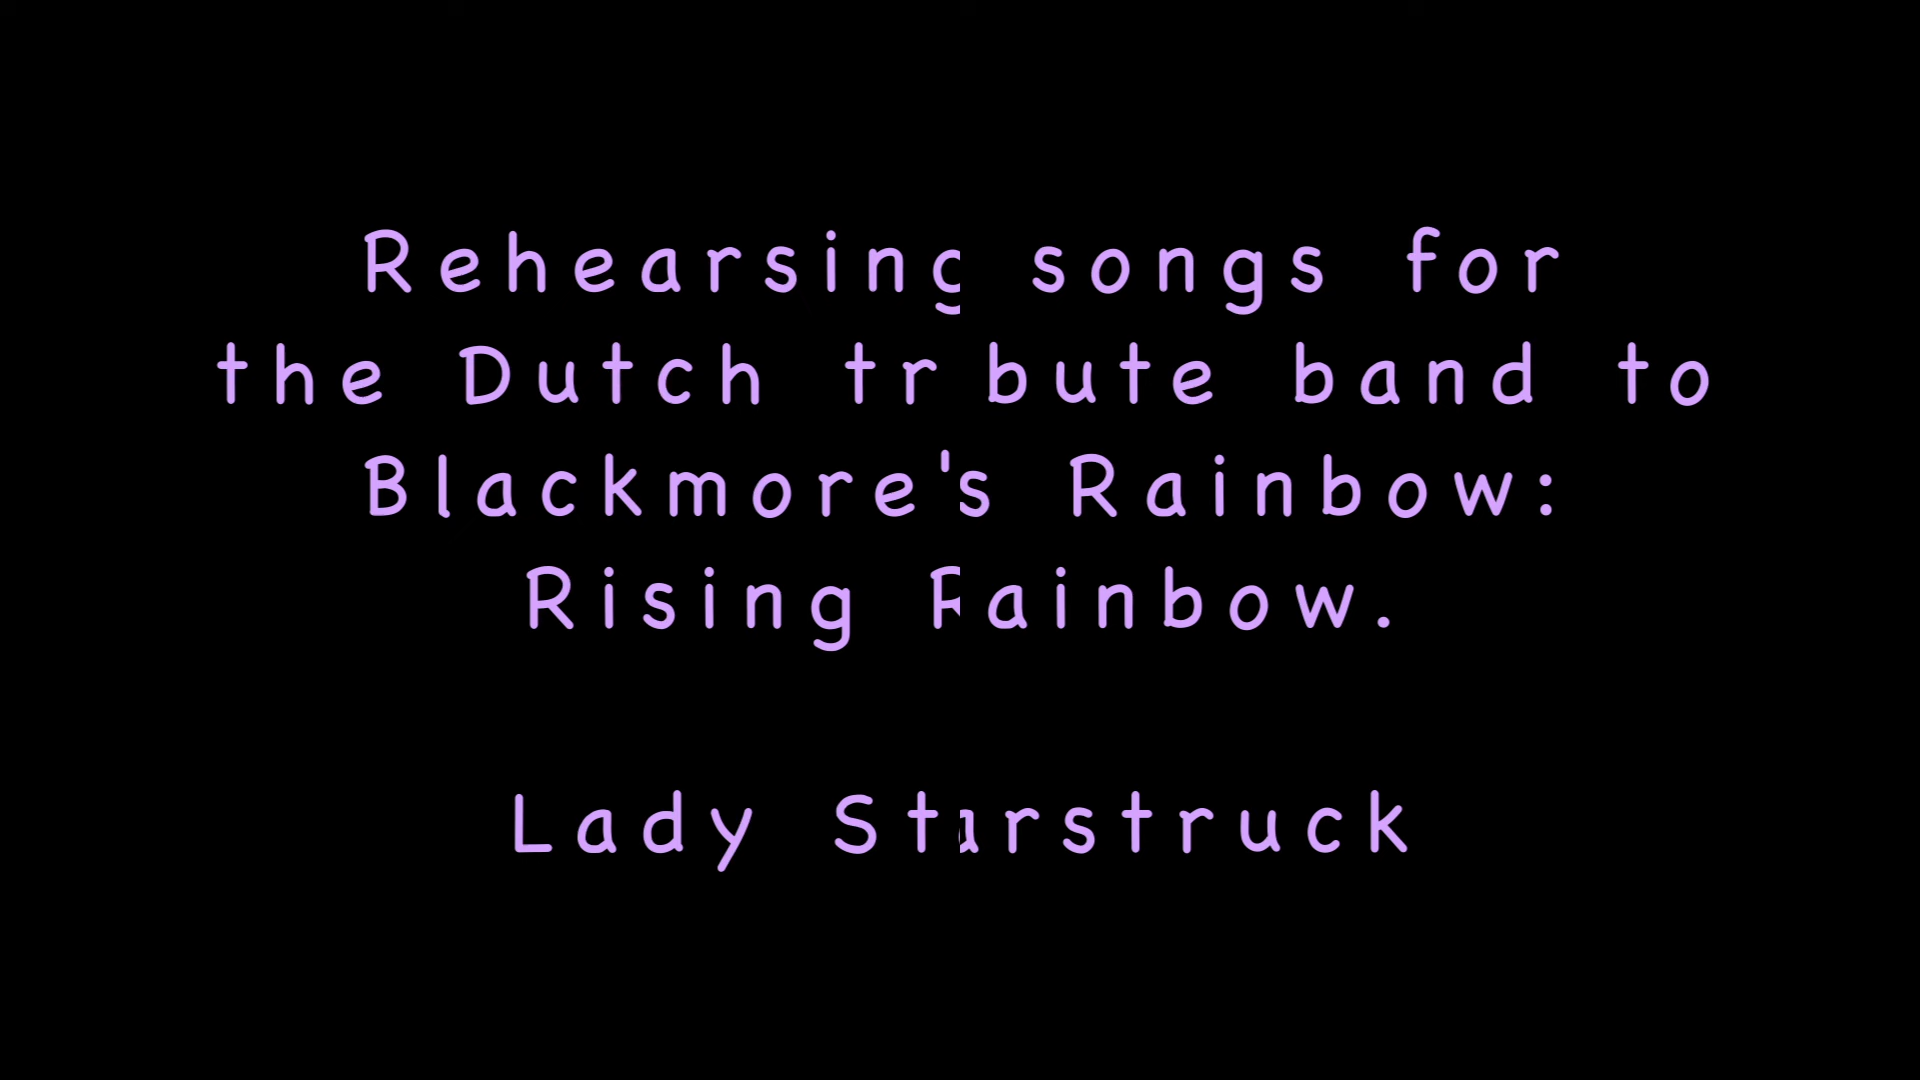 Rehearsing songs for
the Dutch tribute band to
Blackmore's Rainbow:
Rising Rainbow.
Lady Starstruck